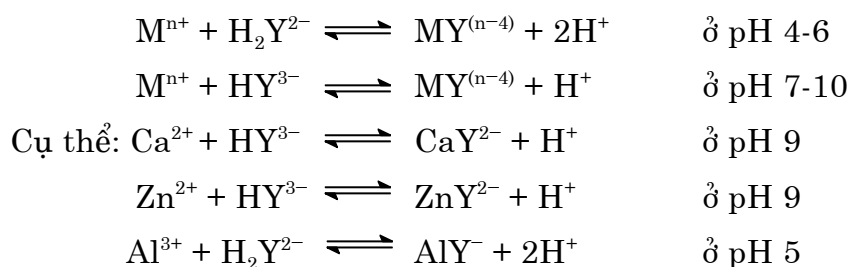 Mⁿ⁺ + H₂Y²⁻ ⇌ MY⁽ⁿ⁻⁴⁾ + 2H⁺ ở pH 4-6
Mⁿ⁺ + HY³⁻ ⇌ MY⁽ⁿ⁻⁴⁾ + H⁺ ở pH 7-10
Cụ thể: Ca²⁺ + HY³⁻ ⇌ CaY²⁻ + H⁺ ở pH 9
Zn²⁺ + HY³⁻ ⇌ ZnY²⁻ + H⁺ ở pH 9
Al³⁺ + H₂Y²⁻ ⇌ AlY⁻ + 2H⁺ ở pH 5